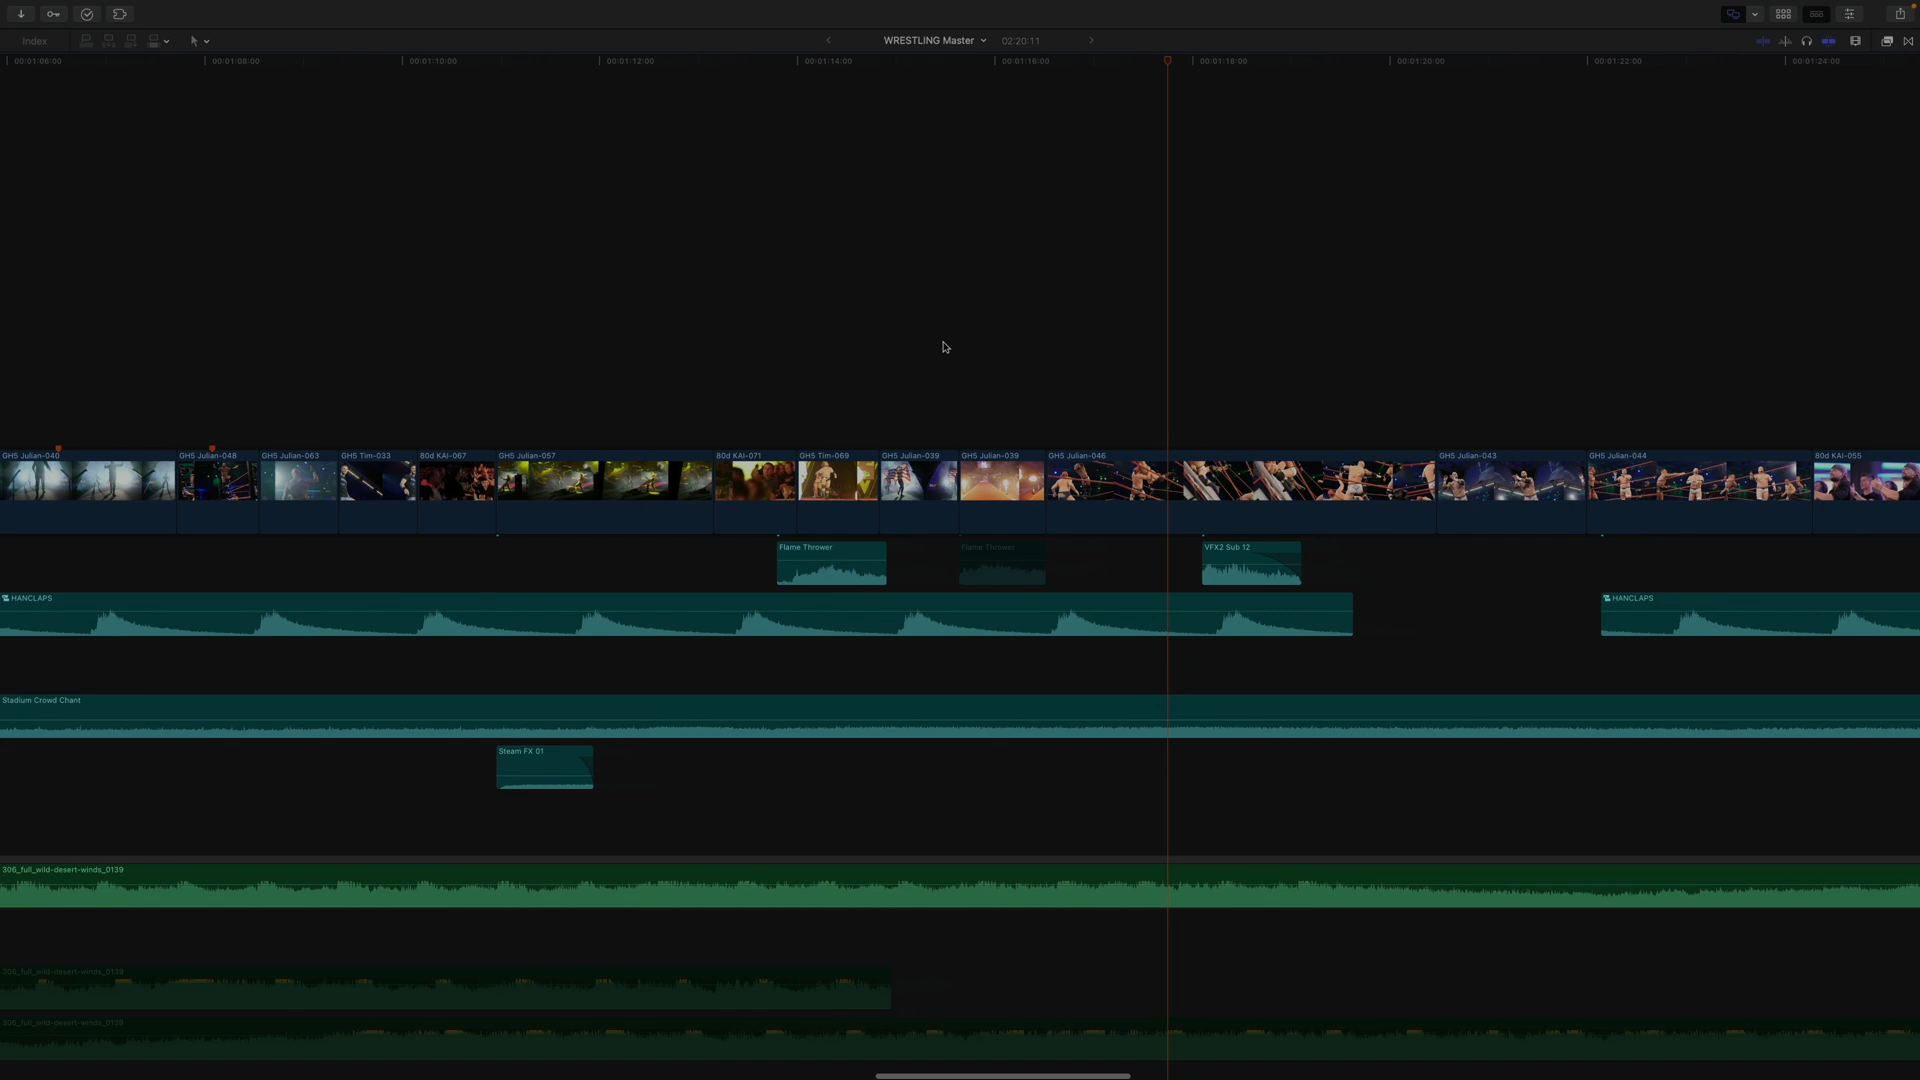 Index
WRESTLING Master
02:20:11
00:01:06:00
00:01:08:00
00:01:10:00
00:01:12:00
00:01:14:00
00:01:16:00
00:01:18:00
00:01:20:00
00:01:22:00
00:01:24:00
GH5 Julian-040
GH5 Julian-048
GH5 Julian-063
GH5 Tim-033
80d KAI-067
GH5 Julian-057
80d KAI-071
GH5 Tim-069
GH5 Julian-039
GH5 Julian-039
GH5 Julian-046
GH5 Julian-043
GH5 Julian-044
80d KAI-055
Flame Thrower
Flame Thrower
VFX2 Sub 12
HANCLAPS
HANCLAPS
Stadium Crowd Chant
Steam FX 01
306_full_wild-desert-winds_0139
306_full_wild-desert-winds_0139
306_full_wild-desert-winds_0139